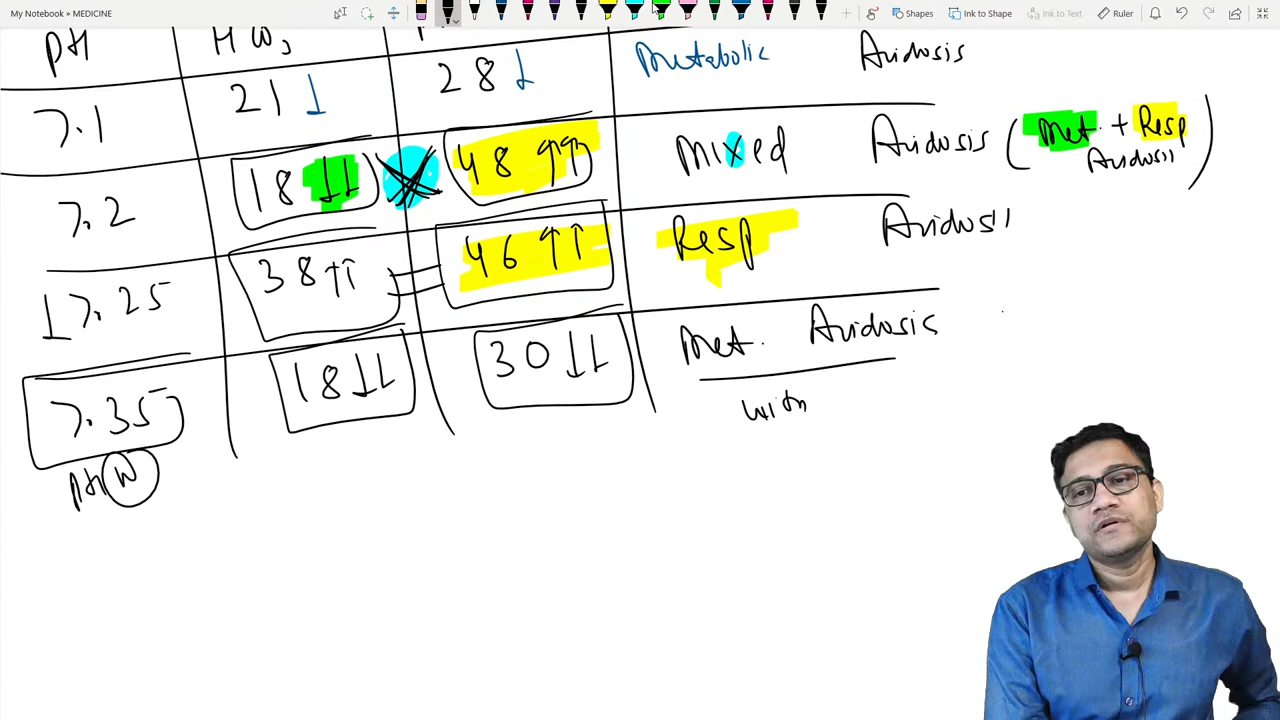 My Notebook » MEDICINE
Shapes Ink to Shape Ink to Text Ruler
PH HCO3
7.1 21 ↓ 28 ↓ Metabolic Acidosis
7.2 18 ↓↓ 48 ↑↑ Mixed Acidosis (Met. + Resp Acidosis)
↓ 7.25 38 ↑↑ 46 ↑↑ Resp Acidosis
7.35 18 ↓↓ 30 ↓↓ Met. Acidosis
PH N with